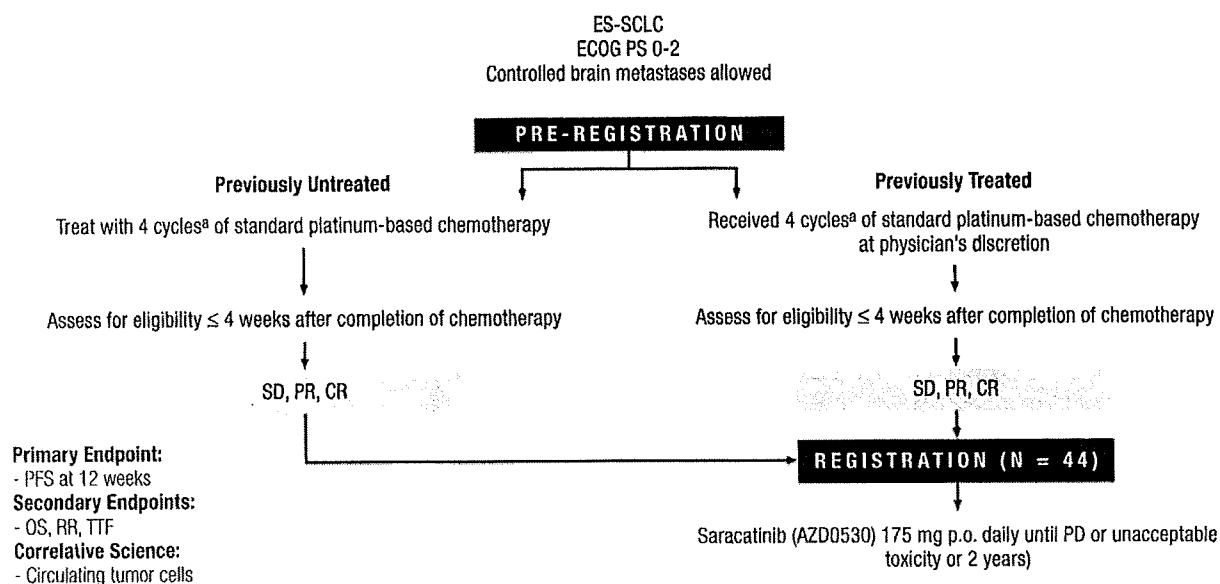 ES-SCLC
ECOG PS 0-2
Controlled brain metastases allowed
PRE-REGISTRATION
Previously Untreated
Treat with 4 cyclesª of standard platinum-based chemotherapy
Assess for eligibility ≤ 4 weeks after completion of chemotherapy
SD, PR, CR
Previously Treated
Received 4 cyclesª of standard platinum-based chemotherapy
at physician's discretion
Assess for eligibility ≤ 4 weeks after completion of chemotherapy
SD, PR, CR
REGISTRATION (N = 44)
Saracatinib (AZD0530) 175 mg p.o. daily until PD or unacceptable
toxicity or 2 years)
Primary Endpoint:
- PFS at 12 weeks
Secondary Endpoints:
- OS, RR, TTF
Correlative Science:
- Circulating tumor cells